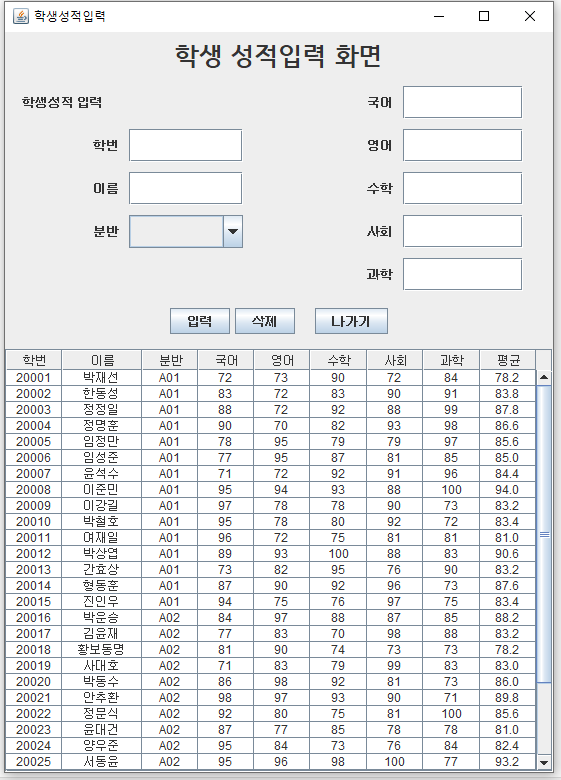 학생성적입력
학생 성적입력 화면
학생성적 입력
국어
학번
영어
이름
수학
분반
사회
과학
입력 삭제 나가기
학번 이름 분반 국어 영어 수학 사회 과학 평균
20001 박재선 A01 72 73 90 72 84 78.2
20002 한동성 A01 83 72 83 90 91 83.8
20003 정정일 A01 88 72 92 88 99 87.8
20004 정명훈 A01 90 70 82 93 98 86.6
20005 임정만 A01 78 95 79 79 97 85.6
20006 임성준 A01 77 95 87 81 85 85.0
20007 윤석수 A01 71 72 92 91 96 84.4
20008 이준민 A01 95 94 93 88 100 94.0
20009 이강길 A01 97 78 78 90 73 83.2
20010 박철호 A01 95 78 80 92 72 83.4
20011 여재일 A01 96 72 75 81 81 81.0
20012 박상엽 A01 89 93 100 88 83 90.6
20013 간효상 A01 73 82 95 76 90 83.2
20014 형동훈 A01 87 90 92 96 73 87.6
20015 진인우 A01 94 75 76 97 75 83.4
20016 박운승 A02 84 97 88 87 85 88.2
20017 김윤재 A02 77 83 70 98 88 83.2
20018 황보동명 A02 81 90 74 73 73 78.2
20019 사대호 A02 71 83 79 99 83 83.0
20020 박동수 A02 86 98 92 81 73 86.0
20021 안추환 A02 98 97 93 90 71 89.8
20022 정문식 A02 92 80 75 81 100 85.6
20023 윤대건 A02 87 77 85 78 78 81.0
20024 양우준 A02 95 84 73 76 84 82.4
20025 서동윤 A02 95 96 98 100 77 93.2